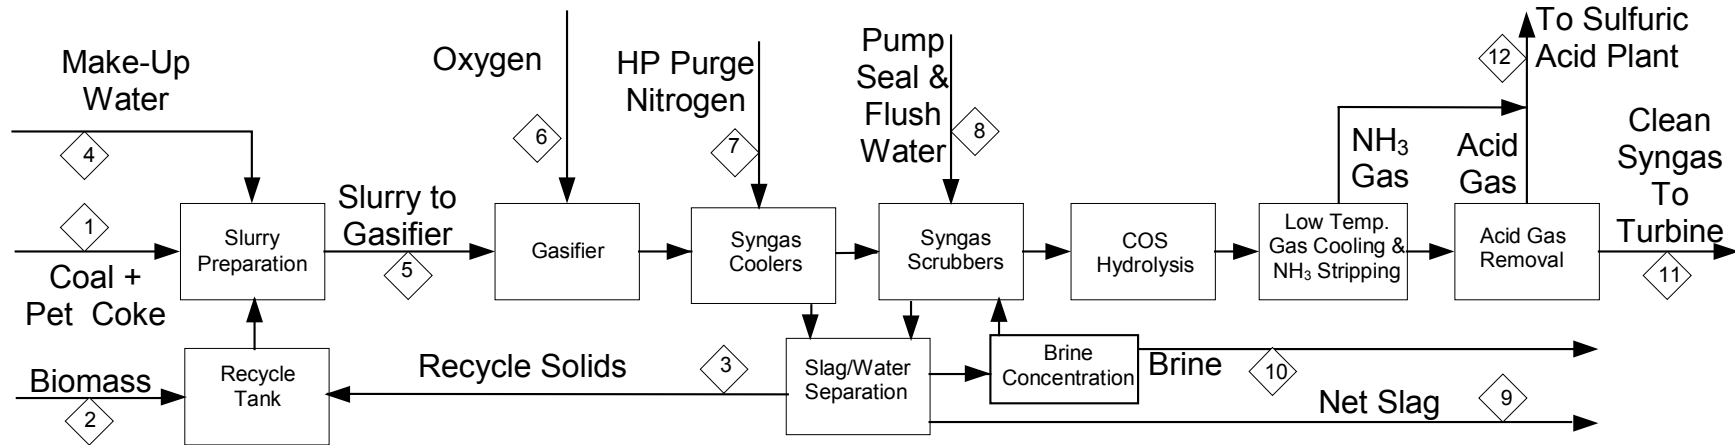 Make-Up
Water
4
1
Coal +
Pet Coke
Biomass
2
Slurry
Preparation
Recycle
Tank
Slurry to
Gasifier
5
Oxygen
6
Gasifier
HP Purge
Nitrogen
7
Syngas
Coolers
Pump
Seal &
Flush
Water
8
Syngas
Scrubbers
COS
Hydrolysis
NH₃
Gas
Low Temp.
Gas Cooling &
NH₃ Stripping
Acid
Gas
Acid Gas
Removal
12
To Sulfuric
Acid Plant
Clean
Syngas
To
Turbine
11
Recycle Solids
3
Slag/Water
Separation
Brine
Concentration
Brine
10
Net Slag
9